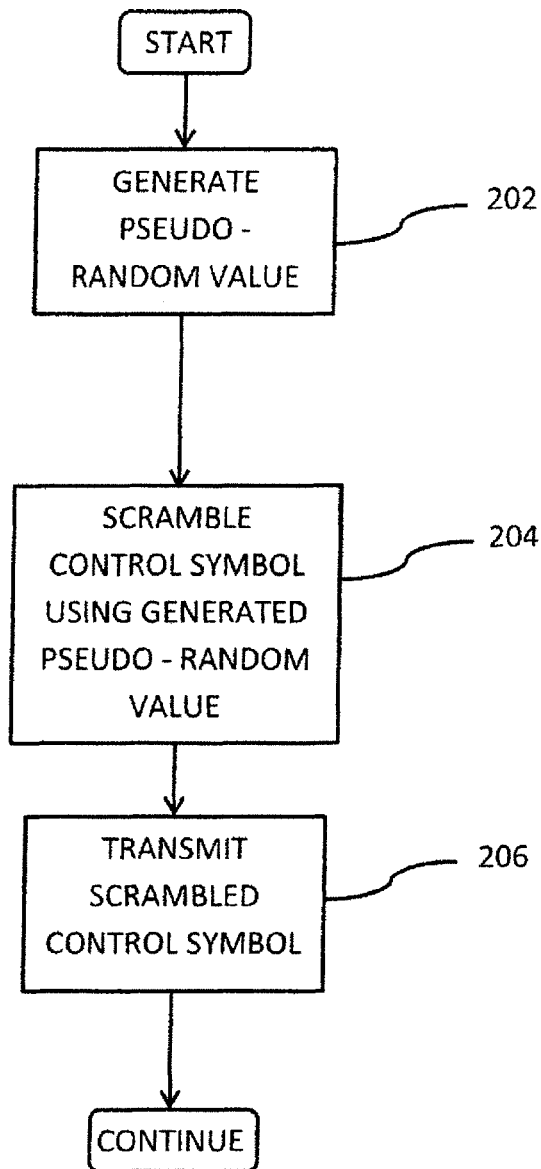 START
GENERATE
PSEUDO -
RANDOM VALUE
202
SCRAMBLE
CONTROL SYMBOL
USING GENERATED
PSEUDO - RANDOM
VALUE
204
TRANSMIT
SCRAMBLED
CONTROL SYMBOL
206
CONTINUE